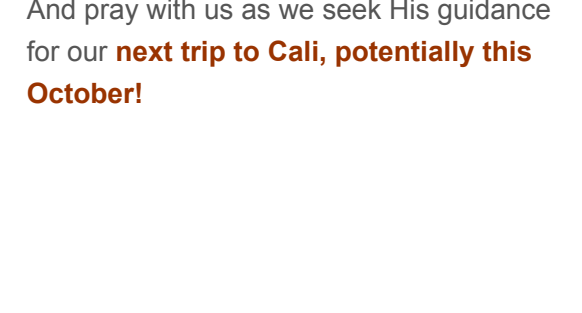 And pray with us as we seek His guidance
for our next trip to Cali, potentially this
October!